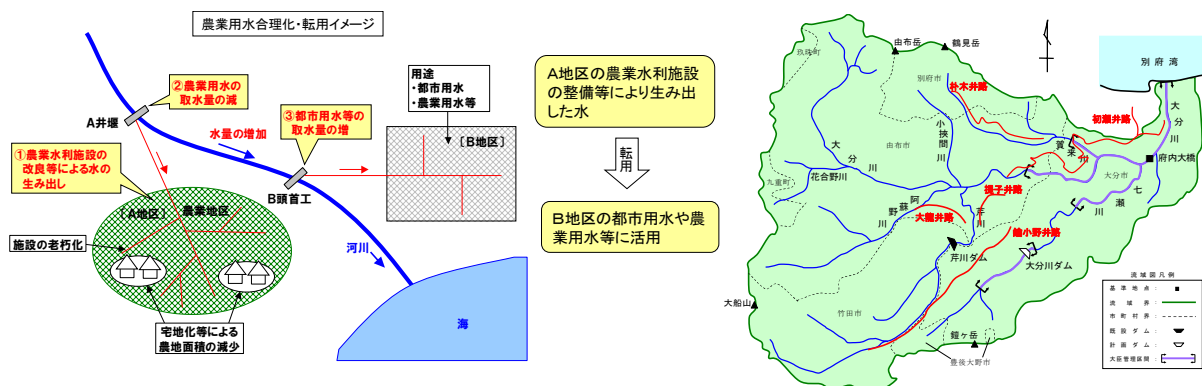 農業用水合理化・転用イメージ
②農業用水の
取水量の減
A井堰
水量の増加
③都市用水等の
取水量の増
用途
・都市用水
・農業用水等
〔B地区〕
①農業水利施設の
改良等による水の
生み出し
B頭首工
〔A地区〕
農業地区
施設の老朽化
河川
海
宅地化等による
農地面積の減少
A地区の農業水利施設
の整備等により生み出
した水
転用
B地区の都市用水や農
業用水等に活用
玖珠町
由布岳
鶴見岳
別府湾
別府市
朴木井路
初瀬井路
大分川
小挾間川
賀来川
府内大橋
大分川
由布市
大分市
九重町
花合野川
提子井路
七瀬川
阿蘇野川
大龍井路
芹川
鑰小野井路
芹川ダム
大分川ダム
大船山
竹田市
鎧ヶ岳
豊後大野市
流域図凡例
基準地点：
流域界：
市町村界：
既設ダム：
計画ダム：
大臣管理区間：